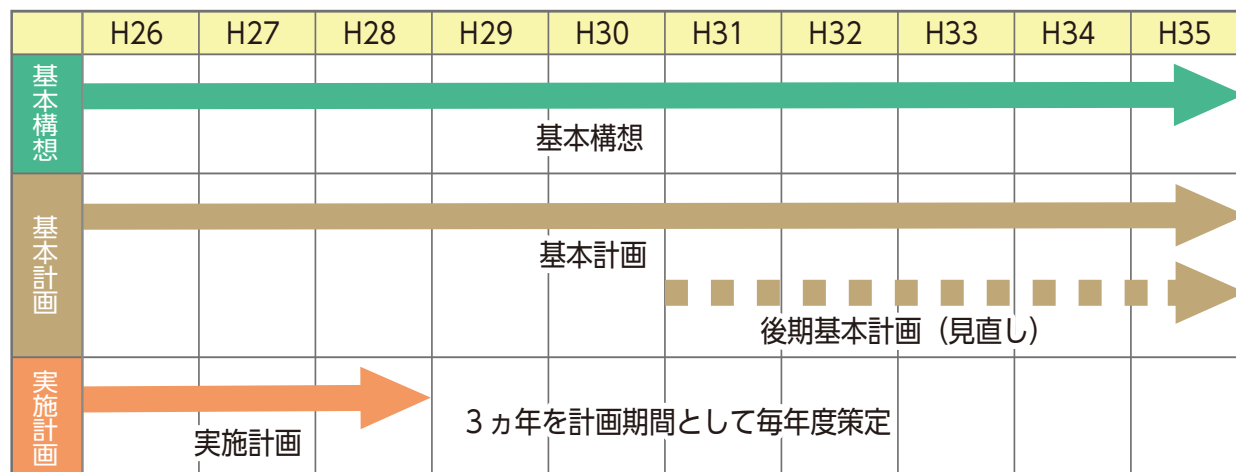 H26 H27 H28 H29 H30 H31 H32 H33 H34 H35
基本構想
基本構想
基本計画
基本計画
後期基本計画（見直し）
実施計画
実施計画
３ヵ年を計画期間として毎年度策定